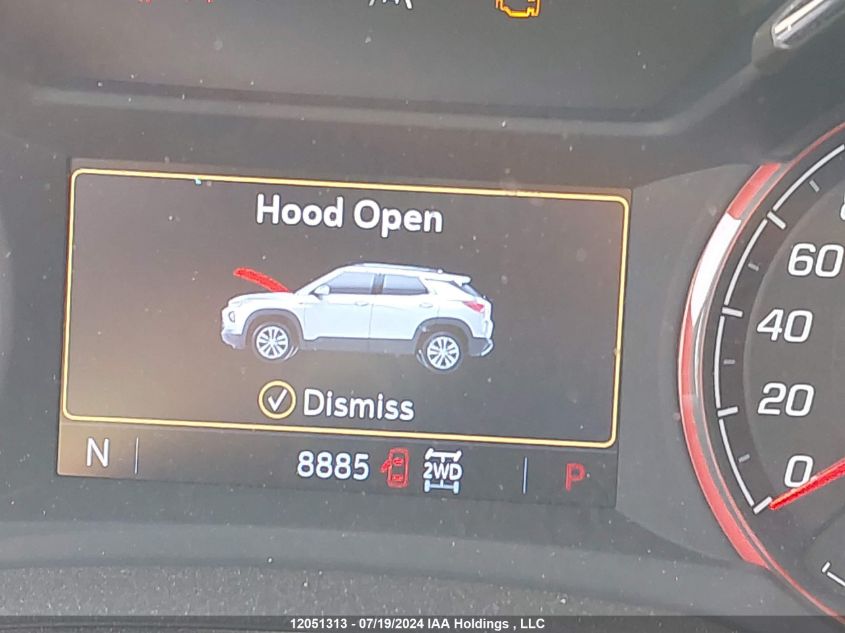 Hood Open
Dismiss
N 8885 2WD P
60
40
20
0
12051313 - 07/19/2024 IAA Holdings , LLC